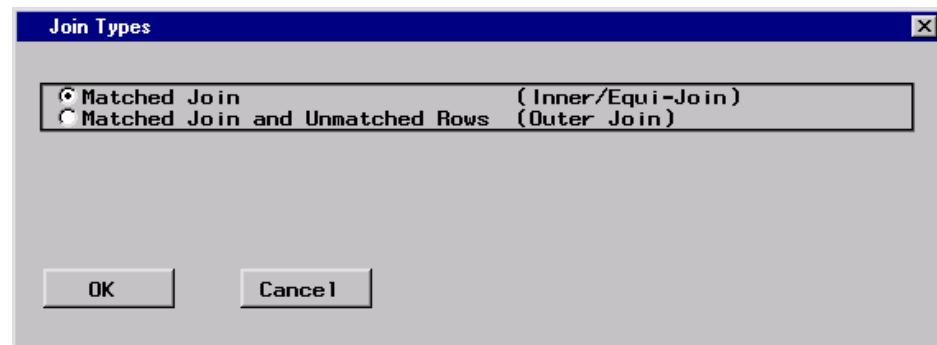 Join Types
Matched Join (Inner/Equi-Join)
Matched Join and Unmatched Rows (Outer Join)
OK Cancel